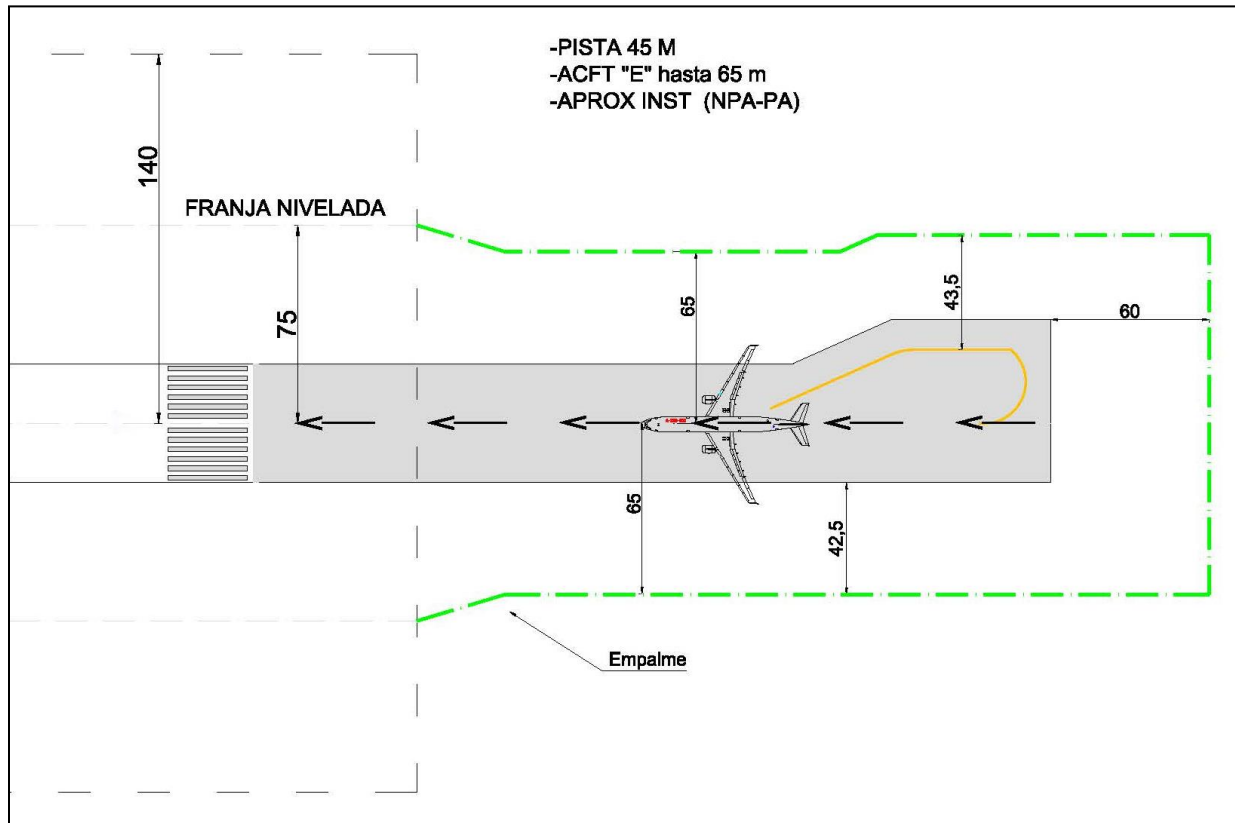 -PISTA 45 M
-ACFT "E" hasta 65 m
-APROX INST (NPA-PA)
140
FRANJA NIVELADA
75
65
43,5
60
65
42,5
Empalme